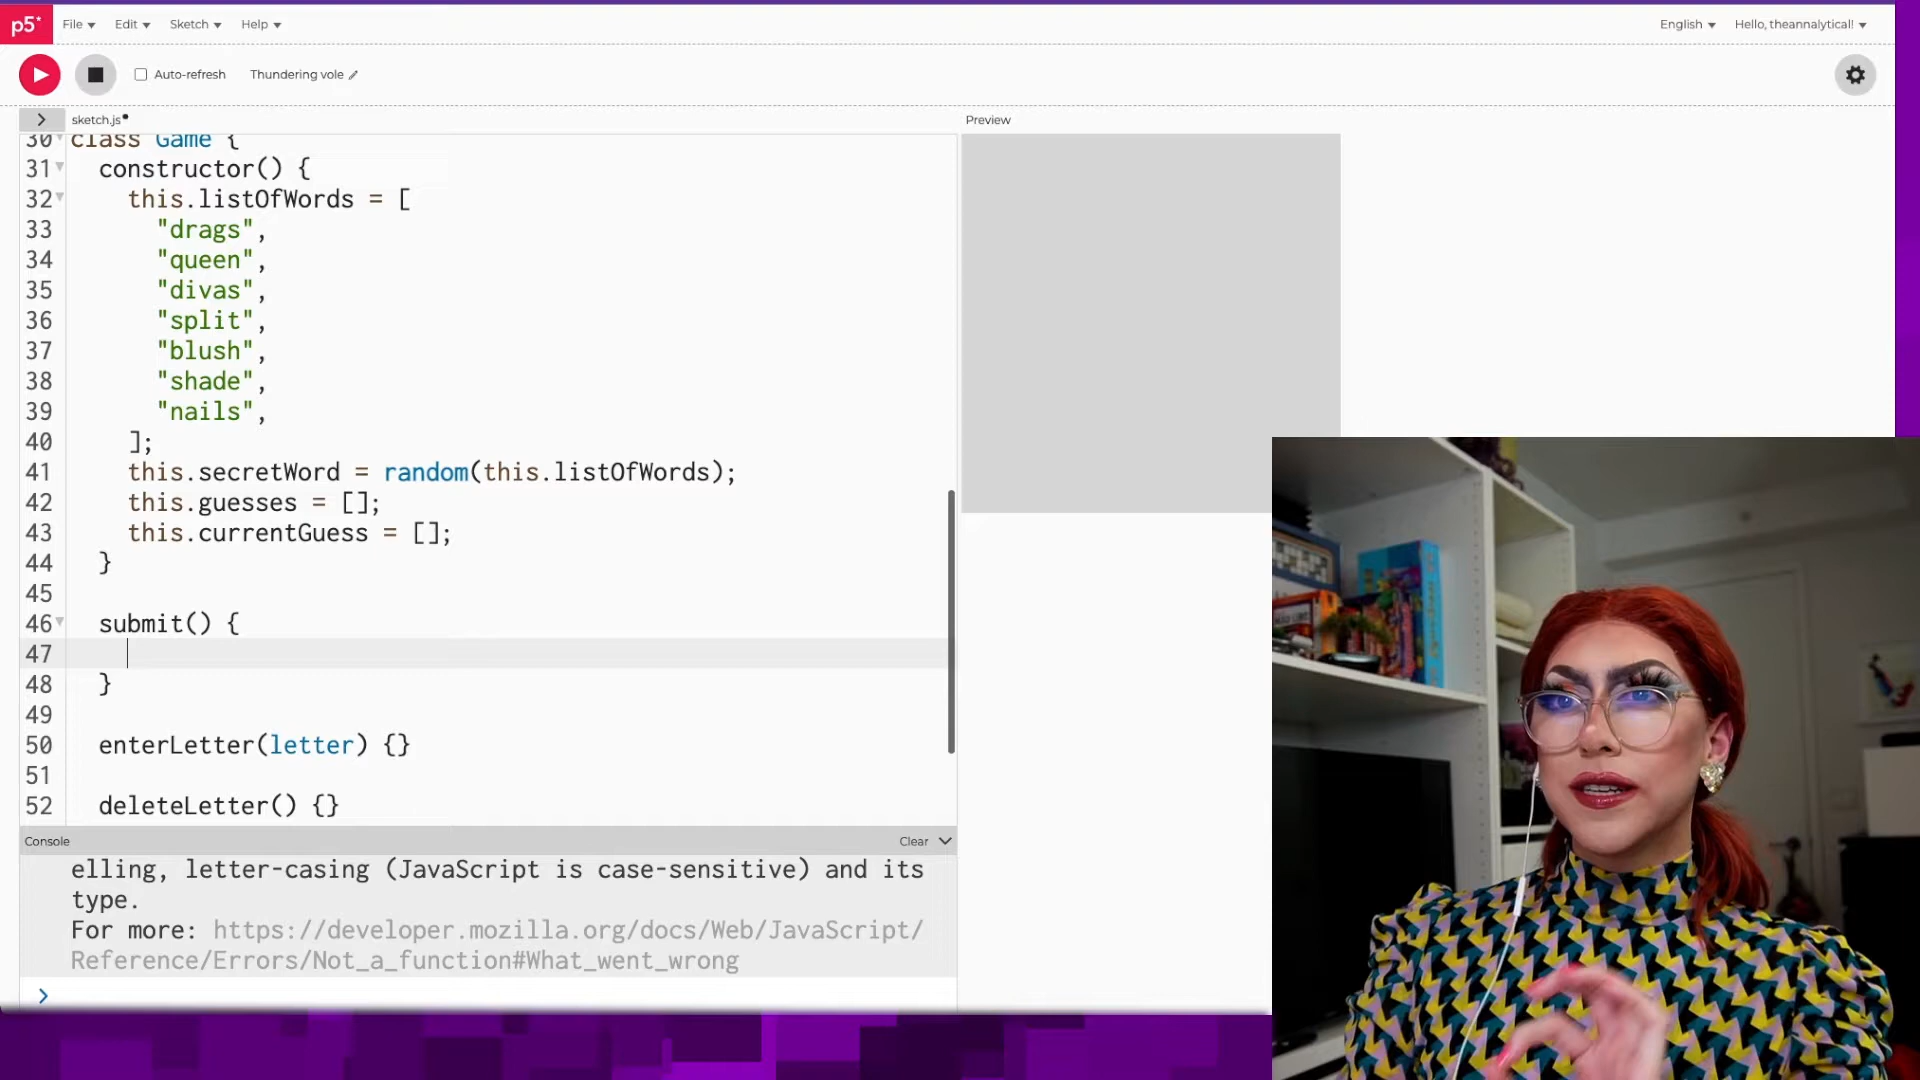 p5* File Edit Sketch Help English Hello, theannalytical!
Auto-refresh Thundering vole
> sketch.js Preview
30 class Game {
31 constructor() {
32 this.listOfWords = [
33 "drags",
34 "queen",
35 "divas",
36 "split",
37 "blush",
38 "shade",
39 "nails",
40 ];
41 this.secretWord = random(this.listOfWords);
42 this.guesses = [];
43 this.currentGuess = [];
44 }
45
46 submit() {
47
48 }
49
50 enterLetter(letter) {}
51
52 deleteLetter() {}
Console Clear
elling, letter-casing (JavaScript is case-sensitive) and its
type.
For more: https://developer.mozilla.org/docs/Web/JavaScript/
Reference/Errors/Not_a_function#What_went_wrong
>